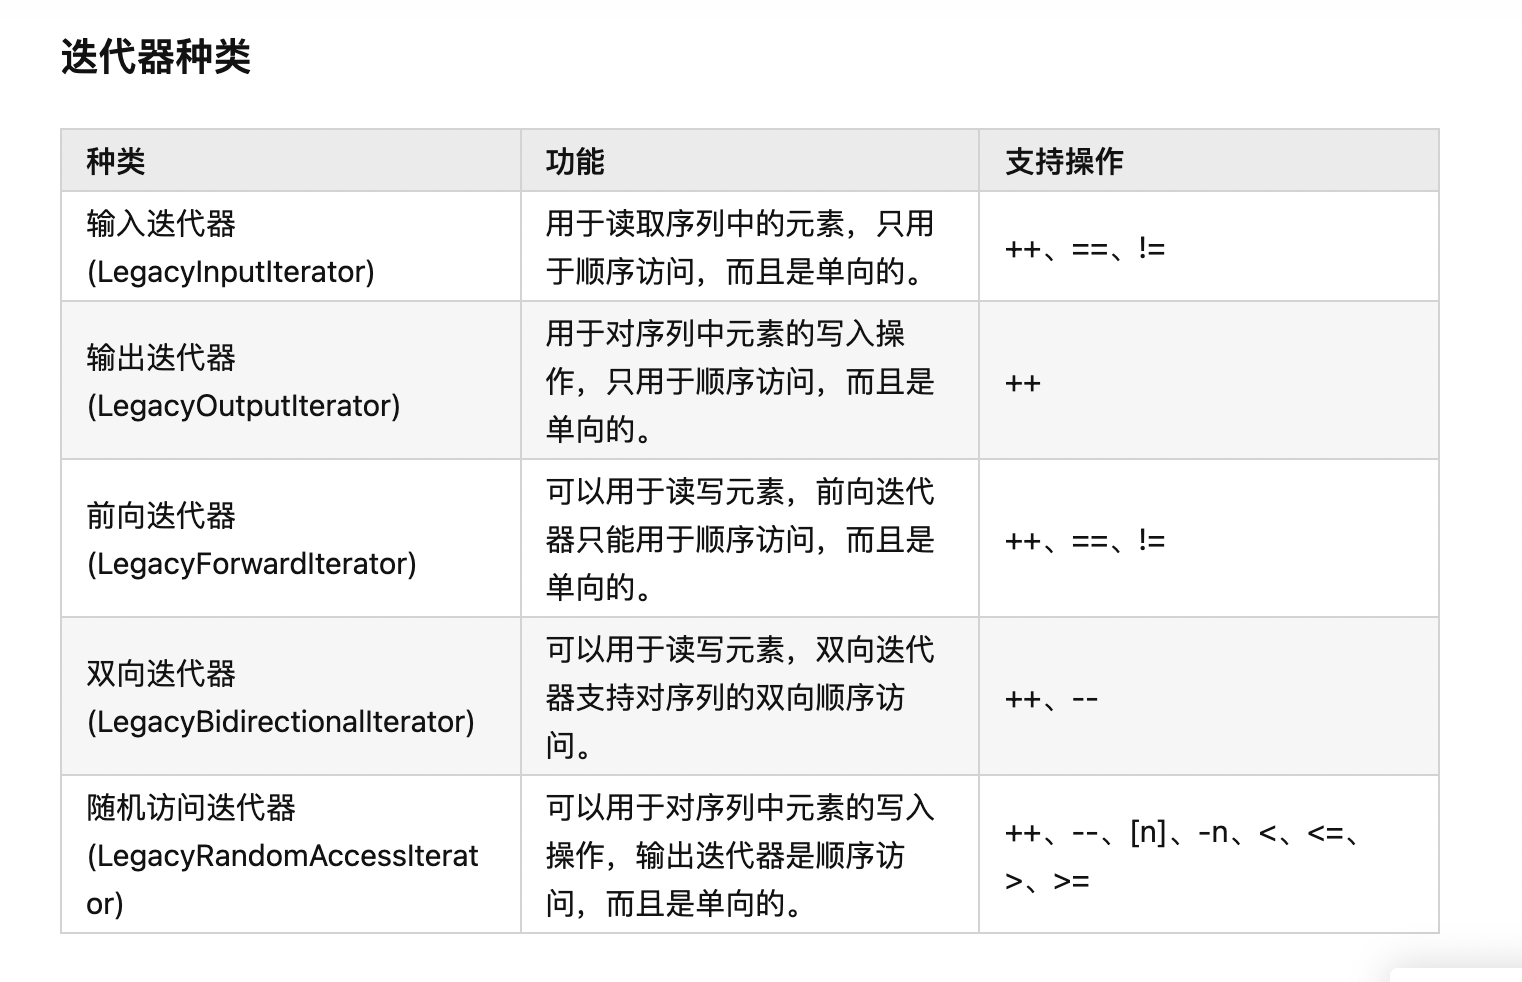 迭代器种类
种类
功能
支持操作
输入迭代器
(LegacyInputIterator)
用于读取序列中的元素，只用
于顺序访问，而且是单向的。
++、==、!=
输出迭代器
(LegacyOutputIterator)
用于对序列中元素的写入操
作，只用于顺序访问，而且是
单向的。
++
前向迭代器
(LegacyForwardIterator)
可以用于读写元素，前向迭代
器只能用于顺序访问，而且是
单向的。
++、==、!=
双向迭代器
(LegacyBidirectionalIterator)
可以用于读写元素，双向迭代
器支持对序列的双向顺序访
问。
++、--
随机访问迭代器
(LegacyRandomAccessIterat
or)
可以用于对序列中元素的写入
操作，输出迭代器是顺序访
问，而且是单向的。
++、--、[n]、-n、<、<=、
>、>=